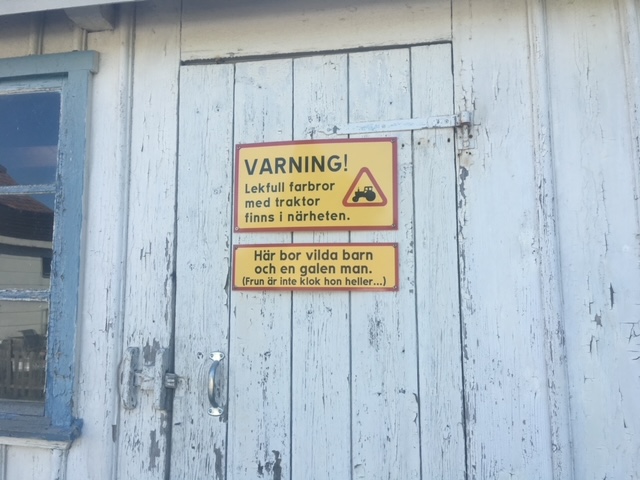 VARNING!
Lekfull farbror
med traktor
finns i närheten.
Här bor vilda barn
och en galen man.
(Frun är inte klok hon heller...)